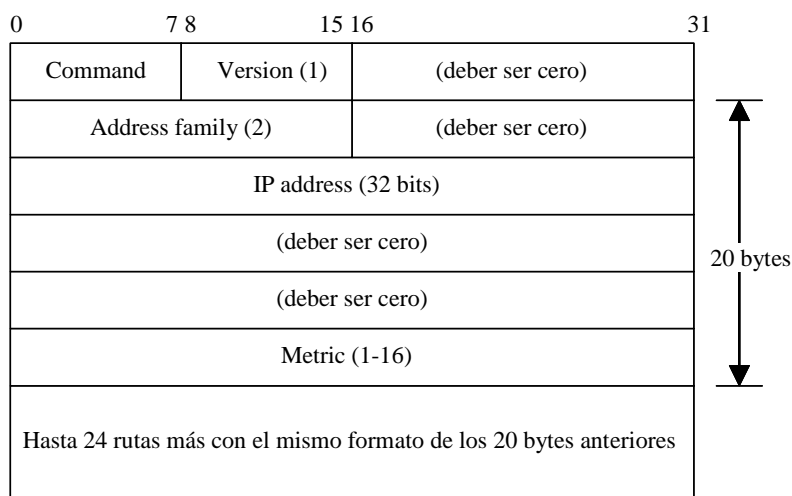 0 7 8 15 16 31
Command Version (1) (deber ser cero)
Address family (2) (deber ser cero)
IP address (32 bits)
(deber ser cero)
20 bytes
(deber ser cero)
Metric (1-16)
Hasta 24 rutas más con el mismo formato de los 20 bytes anteriores